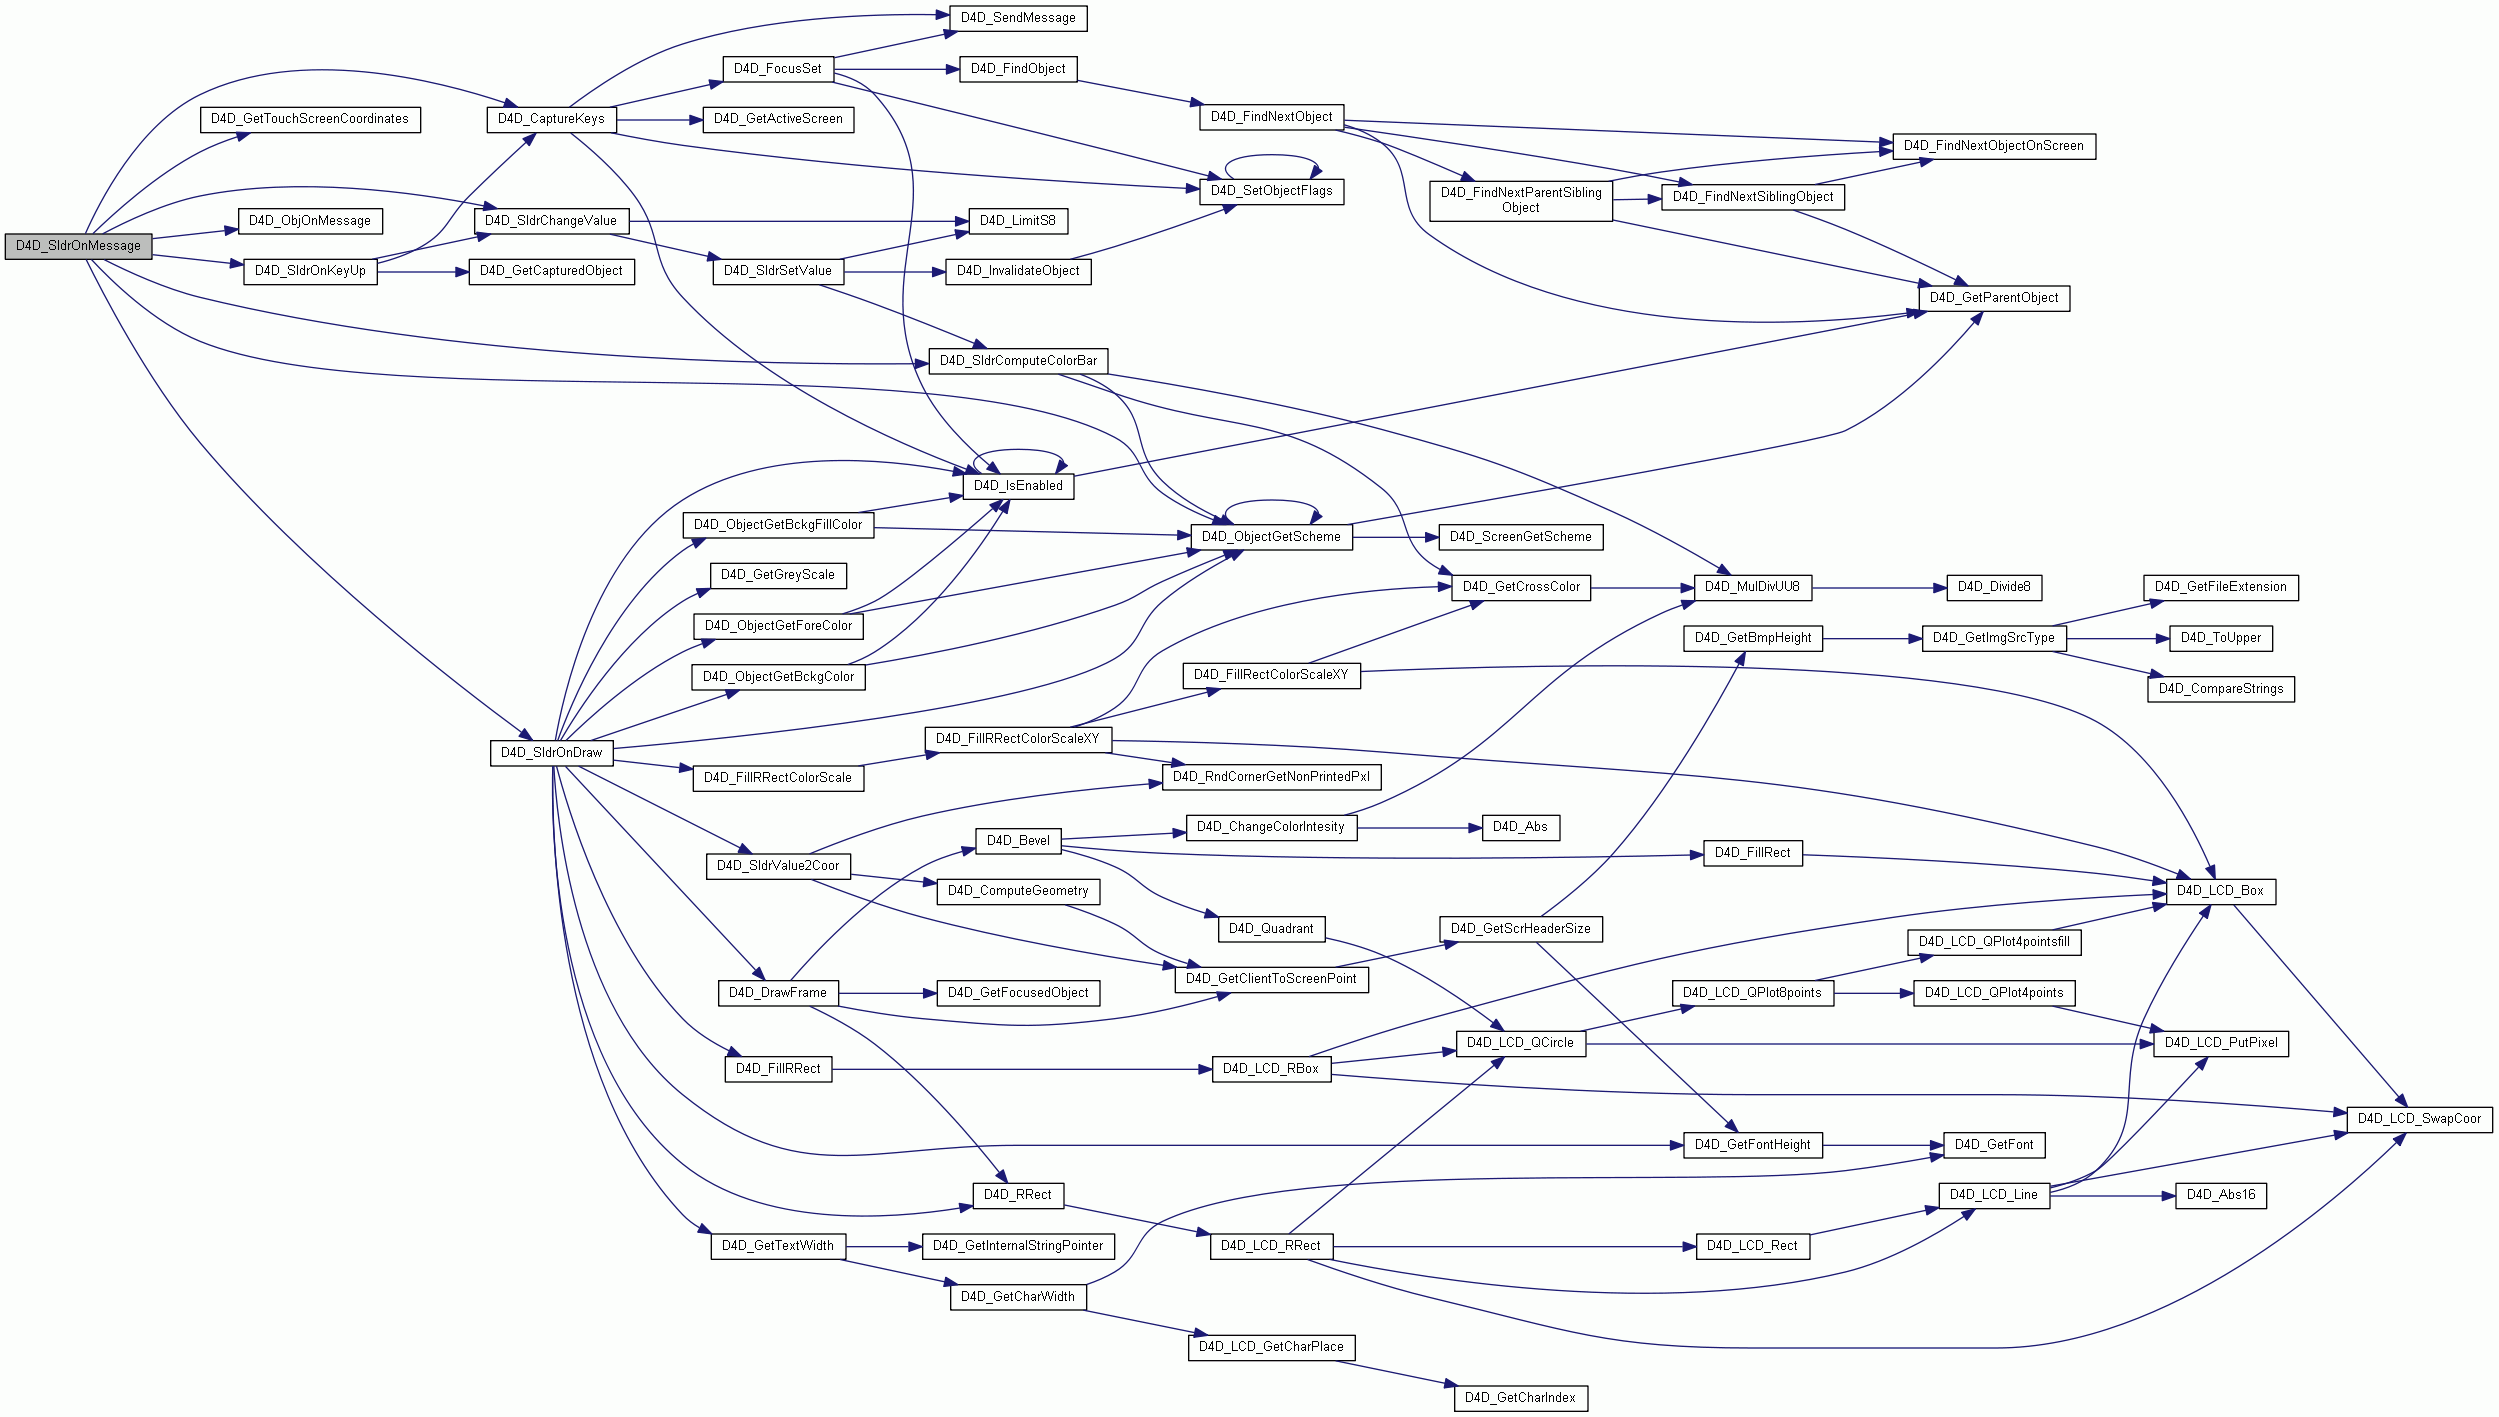 D4D_SendMessage
D4D_FocusSet
D4D_FindObject
D4D_GetTouchScreenCoordinates
D4D_CaptureKeys
D4D_GetActiveScreen
D4D_FindNextObject
D4D_FindNextObjectOnScreen
D4D_SetObjectFlags
D4D_FindNextParentSibling
Object
D4D_FindNextSiblingObject
D4D_ObjOnMessage
D4D_SldrChangeValue
D4D_LimitS8
D4D_SldrOnMessage
D4D_SldrOnKeyUp
D4D_GetCapturedObject
D4D_SldrSetValue
D4D_InvalidateObject
D4D_GetParentObject
D4D_SldrComputeColorBar
D4D_IsEnabled
D4D_ObjectGetBckgFillColor
D4D_ObjectGetScheme
D4D_ScreenGetScheme
D4D_GetGreyScale
D4D_GetCrossColor
D4D_MulDivUU8
D4D_Divide8
D4D_GetFileExtension
D4D_ObjectGetForeColor
D4D_GetBmpHeight
D4D_GetImgSrcType
D4D_ToUpper
D4D_ObjectGetBckgColor
D4D_FillRectColorScaleXY
D4D_CompareStrings
D4D_SldrOnDraw
D4D_FillRRectColorScaleXY
D4D_FillRRectColorScale
D4D_RndCornerGetNonPrintedPxl
D4D_Bevel
D4D_ChangeColorIntesity
D4D_Abs
D4D_SldrValue2Coor
D4D_FillRect
D4D_ComputeGeometry
D4D_LCD_Box
D4D_Quadrant
D4D_GetScrHeaderSize
D4D_LCD_QPlot4pointsfill
D4D_DrawFrame
D4D_GetFocusedObject
D4D_GetClientToScreenPoint
D4D_LCD_QPlot8points
D4D_LCD_QPlot4points
D4D_LCD_QCircle
D4D_LCD_PutPixel
D4D_FillRRect
D4D_LCD_RBox
D4D_LCD_SwapCoor
D4D_GetFontHeight
D4D_GetFont
D4D_RRect
D4D_LCD_Line
D4D_Abs16
D4D_GetTextWidth
D4D_GetInternalStringPointer
D4D_LCD_RRect
D4D_LCD_Rect
D4D_GetCharWidth
D4D_LCD_GetCharPlace
D4D_GetCharIndex